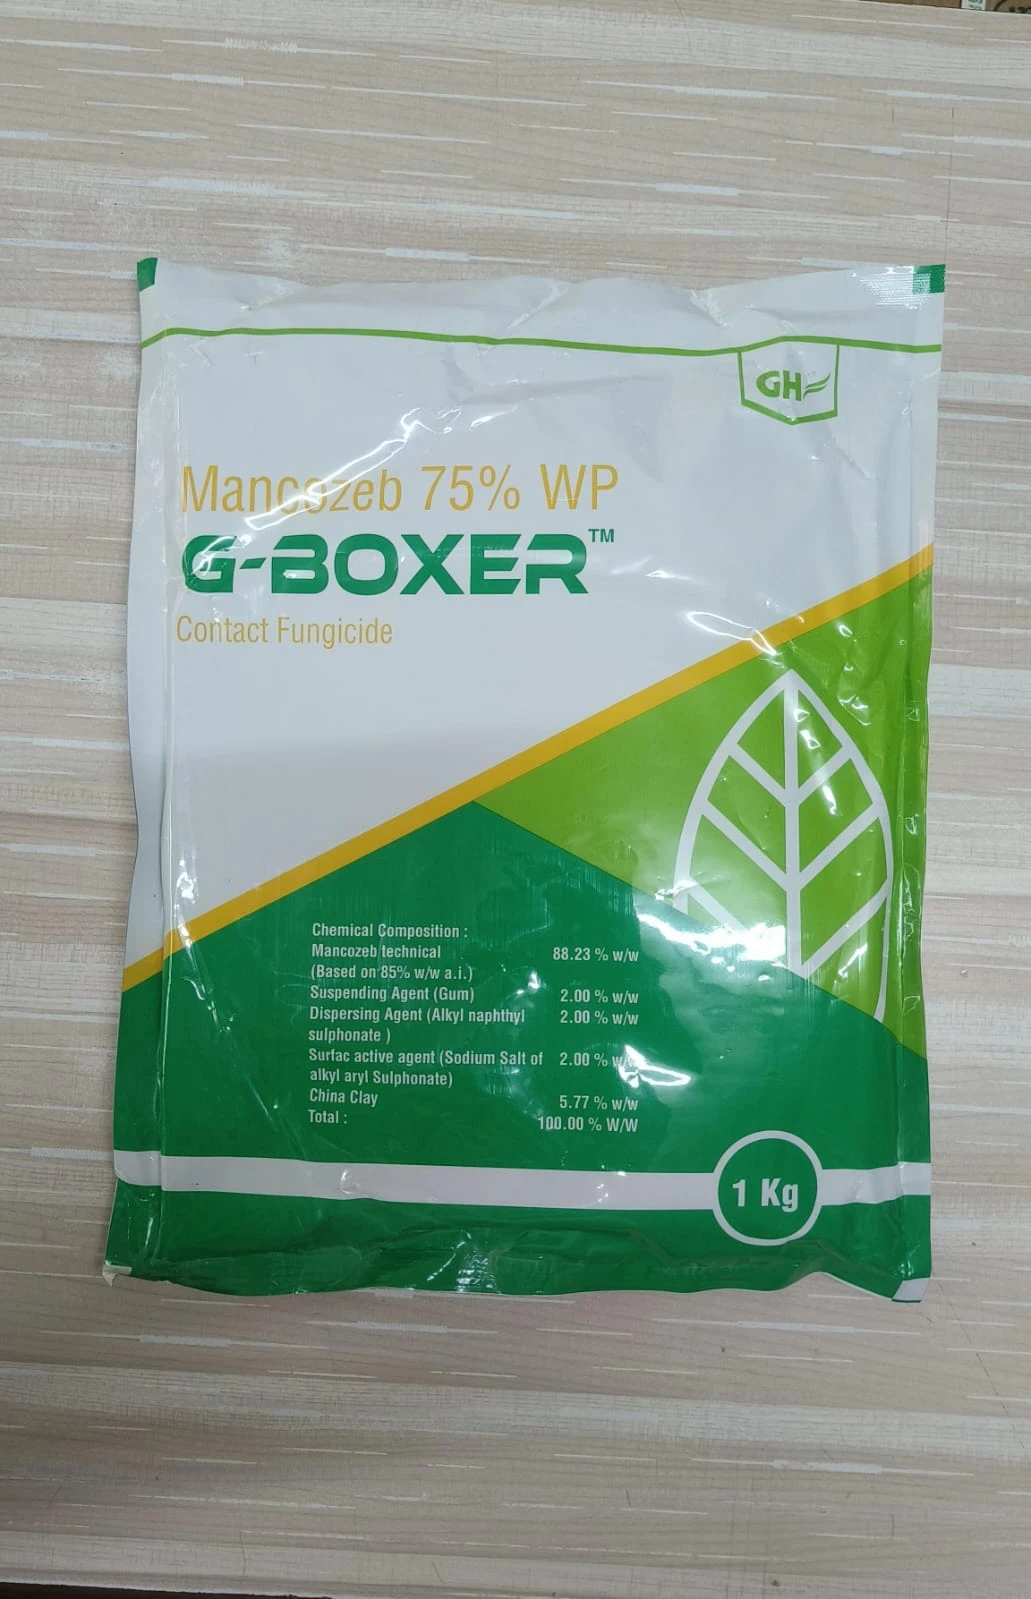 GH
Mancozeb 75% WP
G-BOXER™
Contact Fungicide
Chemical Composition :
Mancozeb technical 88.23 % w/w
(Based on 85% w/w a.i.)
Suspending Agent (Gum) 2.00 % w/w
Dispersing Agent (Alkyl naphthyl 2.00 % w/w
sulphonate )
Surfac active agent (Sodium Salt of 2.00 % w/w
alkyl aryl Sulphonate)
China Clay 5.77 % w/w
Total : 100.00 % W/W
1 Kg